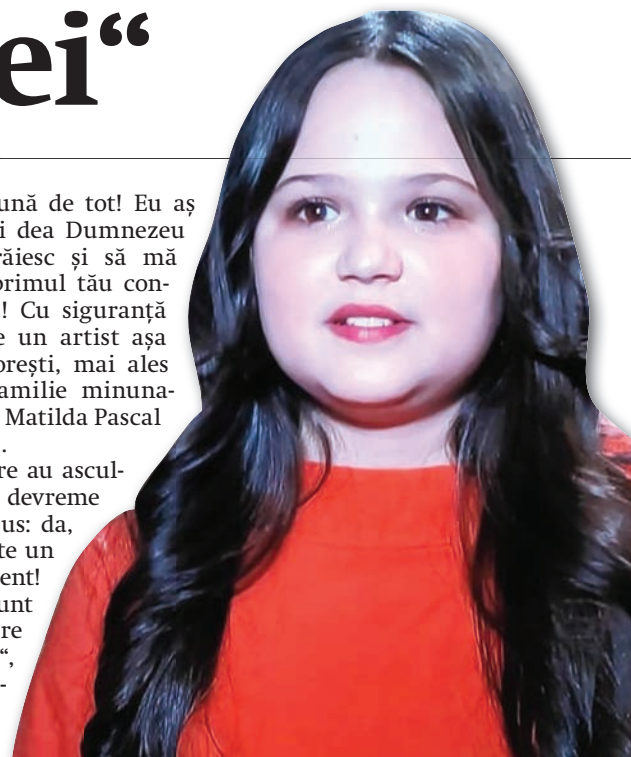 ei“
ună de tot! Eu aș
i dea Dumnezeu
răiesc și să mă
primul tău con-
! Cu siguranță
e un artist așa
orești, mai ales
amilie minuna-
Matilda Pascal
.
re au ascul-
devreme
us: da,
te un
ent!
unt
re
“,
-